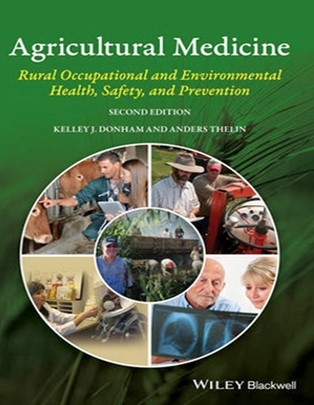 Agricultural Medicine
Rural Occupational and Environmental
Health, Safety, and Prevention
SECOND EDITION
KELLEY J. DONHAM AND ANDERS THELIN
WILEY Blackwell